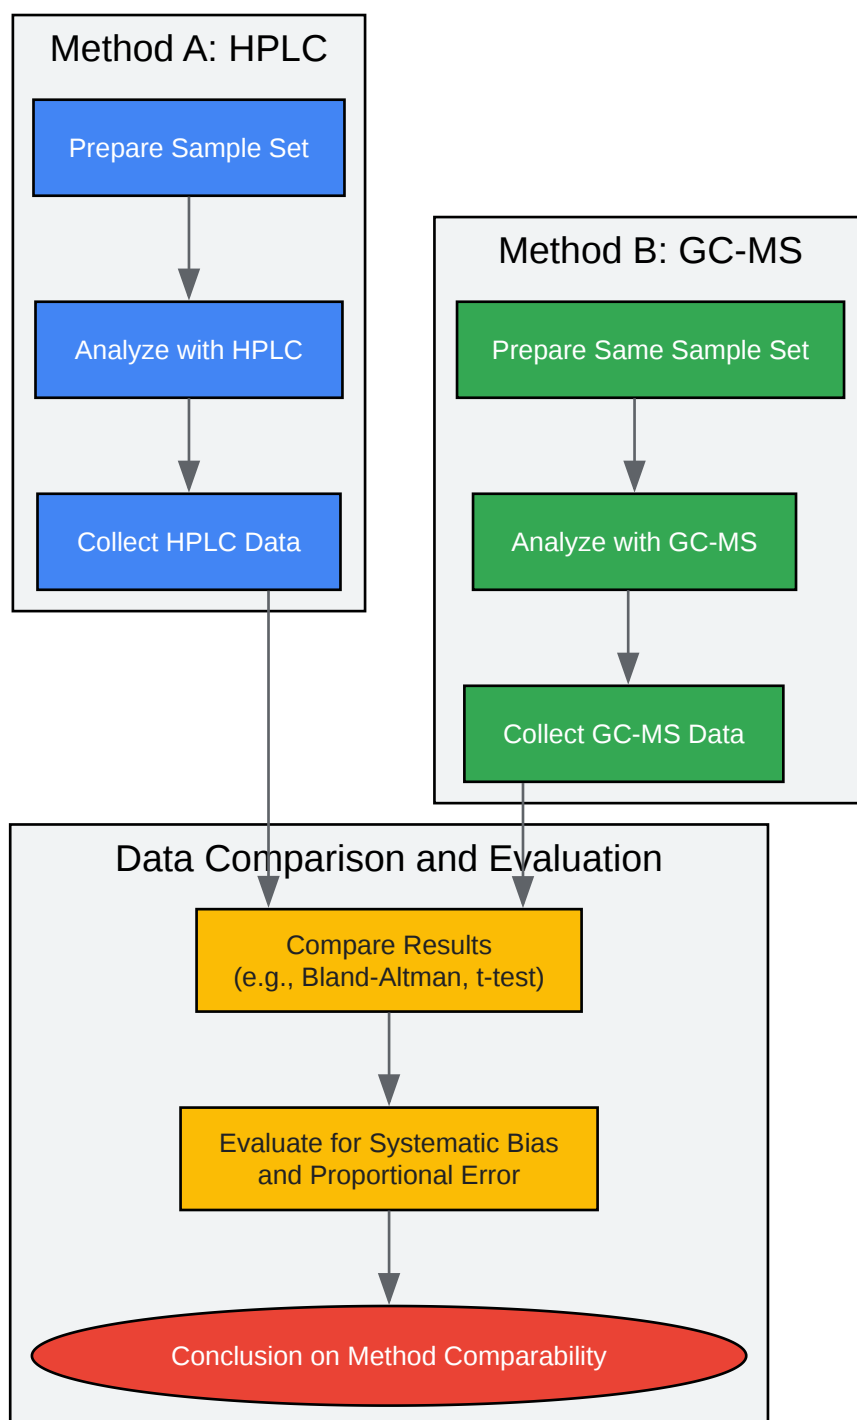 Method A: HPLC
Prepare Sample Set
Analyze with HPLC
Collect HPLC Data
Method B: GC-MS
Prepare Same Sample Set
Analyze with GC-MS
Collect GC-MS Data
Data Comparison and Evaluation
Compare Results
(e.g., Bland-Altman, t-test)
Evaluate for Systematic Bias
and Proportional Error
Conclusion on Method Comparability